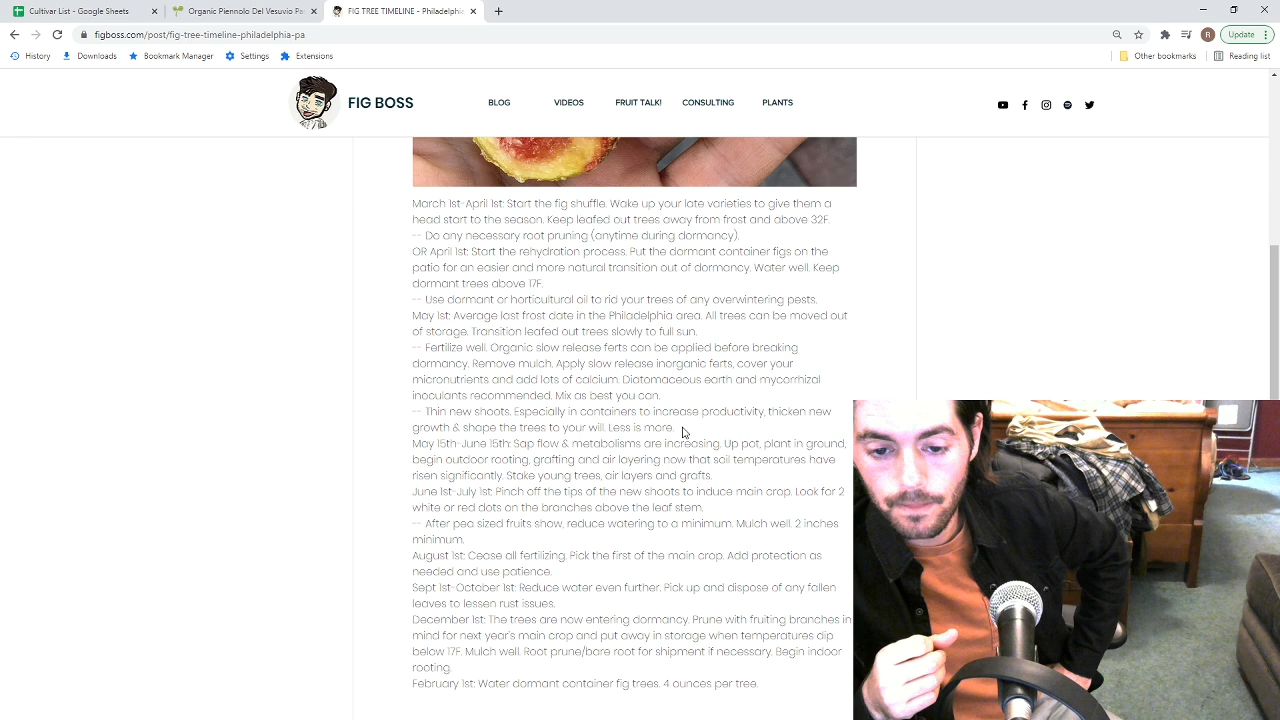 Cultivar List - Google Sheets
Organic Piennolo Del Vesuvio Pa
FIG TREE TIMELINE - Philadelphi
figboss.com/post/fig-tree-timeline-philadelphia-pa
R
Update
History
Downloads
Bookmark Manager
Settings
Extensions
Other bookmarks
Reading list
FIG BOSS
BLOG
VIDEOS
FRUIT TALK!
CONSULTING
PLANTS
March 1st-April 1st: Start the fig shuffle. Wake up your late varieties to give them a
head start to the season. Keep leafed out trees away from frost and above 32F.
-- Do any necessary root pruning (anytime during dormancy).
OR April 1st: Start the rehydration process. Put the dormant container figs on the
patio for an easier and more natural transition out of dormancy. Water well. Keep
dormant trees above 17F.
-- Use dormant or horticultural oil to rid your trees of any overwintering pests.
May 1st: Average last frost date in the Philadelphia area. All trees can be moved out
of storage. Transition leafed out trees slowly to full sun.
-- Fertilize well. Organic slow release ferts can be applied before breaking
dormancy. Remove mulch. Apply slow release inorganic ferts, cover your
micronutrients and add lots of calcium. Diatomaceous earth and mycorrhizal
inoculants recommended. Mix as best you can.
-- Thin new shoots. Especially in containers to increase productivity, thicken new
growth & shape the trees to your will. Less is more.
May 15th-June 15th: Sap flow & metabolisms are increasing. Up pot, plant in ground,
begin outdoor rooting, grafting and air layering now that soil temperatures have
risen significantly. Stake young trees, air layers and grafts.
June 1st-July 1st: Pinch off the tips of the new shoots to induce main crop. Look for 2
white or red dots on the branches above the leaf stem.
-- After pea sized fruits show, reduce watering to a minimum. Mulch well. 2 inches
minimum.
August 1st: Cease all fertilizing. Pick the first of the main crop. Add protection as
needed and use patience.
Sept 1st-October 1st: Reduce water even further. Pick up and dispose of any fallen
leaves to lessen rust issues.
December 1st: The trees are now entering dormancy. Prune with fruiting branches in
mind for next year's main crop and put away in storage when temperatures dip
below 17F. Mulch well. Root prune/bare root for shipment if necessary. Begin indoor
rooting.
February 1st: Water dormant container fig trees. 4 ounces per tree.